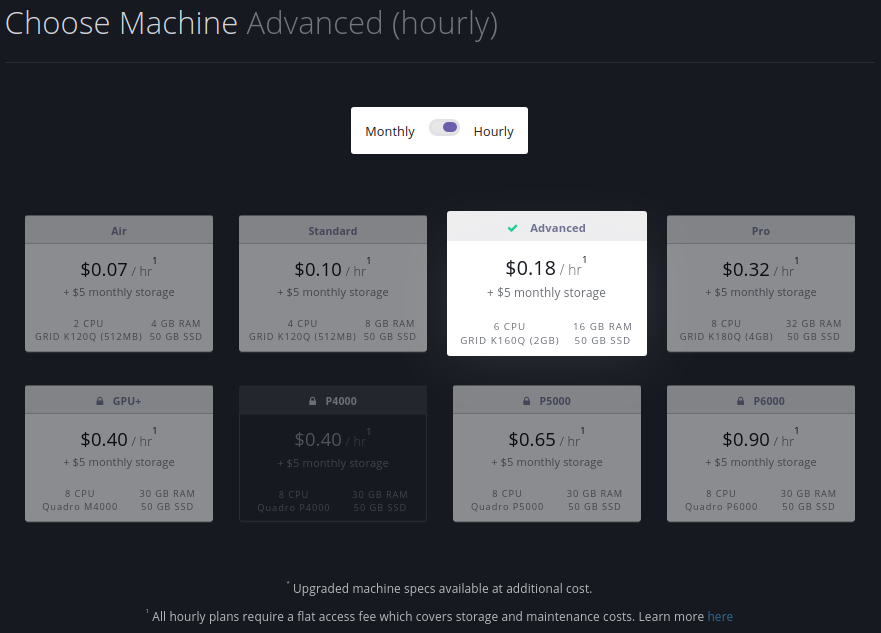 Choose Machine Advanced (hourly)
Monthly Hourly
Air
$0.07 / hr 1
+ $5 monthly storage
2 CPU 4 GB RAM
GRID K120Q (512MB) 50 GB SSD
Standard
$0.10 / hr 1
+ $5 monthly storage
4 CPU 8 GB RAM
GRID K120Q (512MB) 50 GB SSD
Advanced
$0.18 / hr 1
+ $5 monthly storage
6 CPU 16 GB RAM
GRID K160Q (2GB) 50 GB SSD
Pro
$0.32 / hr 1
+ $5 monthly storage
8 CPU 32 GB RAM
GRID K180Q (4GB) 50 GB SSD
GPU+
$0.40 / hr 1
+ $5 monthly storage
8 CPU 30 GB RAM
Quadro M4000 50 GB SSD
P4000
$0.40 / hr 1
+ $5 monthly storage
8 CPU 30 GB RAM
Quadro P4000 50 GB SSD
P5000
$0.65 / hr 1
+ $5 monthly storage
8 CPU 30 GB RAM
Quadro P5000 50 GB SSD
P6000
$0.90 / hr 1
+ $5 monthly storage
8 CPU 30 GB RAM
Quadro P6000 50 GB SSD
* Upgraded machine specs available at additional cost.
1 All hourly plans require a flat access fee which covers storage and maintenance costs. Learn more here